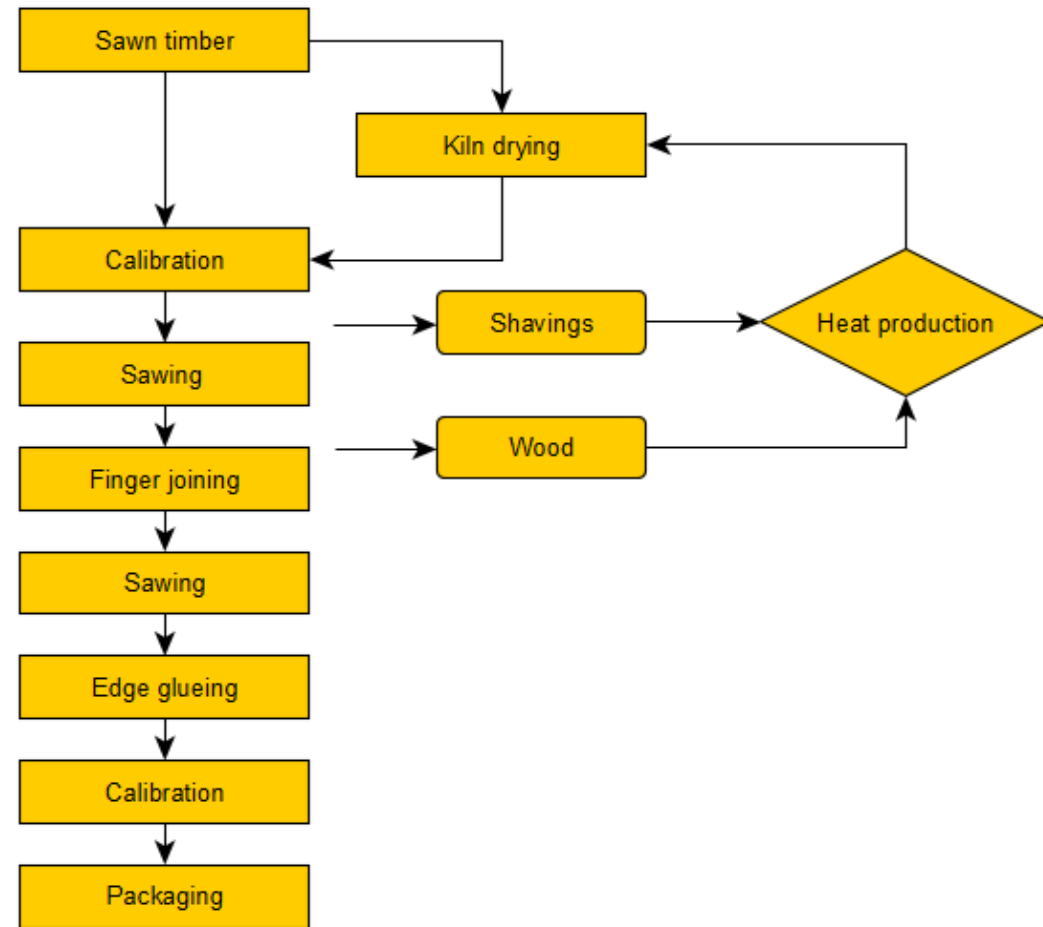 Sawn timber
Kiln drying
Calibration
Shavings
Heat production
Sawing
Wood
Finger joining
Sawing
Edge glueing
Calibration
Packaging